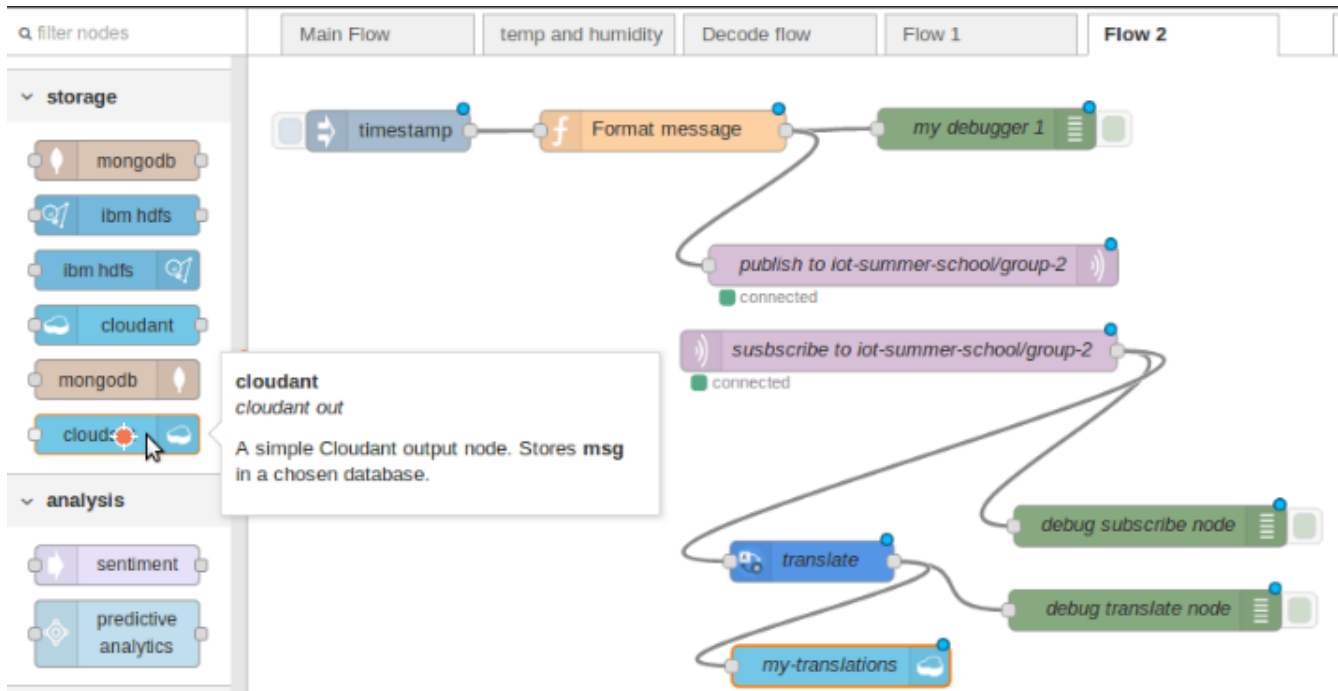 filter nodes
Main Flow
temp and humidity
Decode flow
Flow 1
Flow 2
storage
mongodb
ibm hdfs
ibm hdfs
cloudant
mongodb
analysis
sentiment
predictive
analytics
cloudant
cloudant out
A simple Cloudant output node. Stores msg
in a chosen database.
timestamp
Format message
my debugger 1
publish to iot-summer-school/group-2
connected
susbscribe to iot-summer-school/group-2
connected
debug subscribe node
translate
debug translate node
my-translations